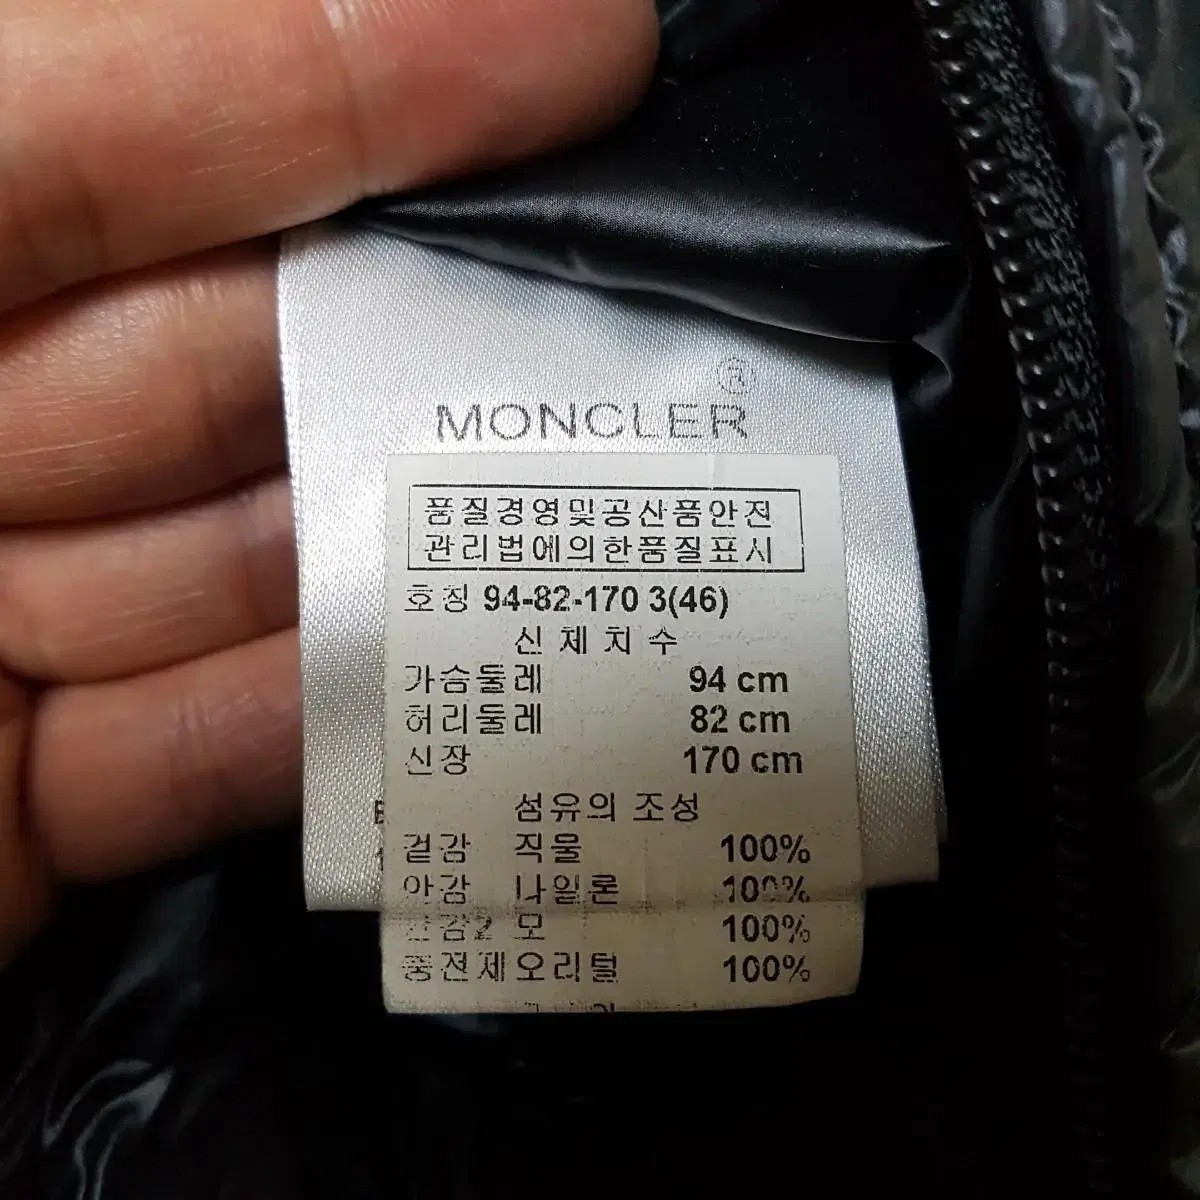 ®
MONCLER
품질경영및공산품안전
관리법에의한품질표시
호칭 94-82-170 3(46)
신체치수
가슴둘레 94 cm
허리둘레 82 cm
신장 170 cm
섬유의 조성
겉감 직물 100%
안감 나일론 100%
안감2 모 100%
충전제오리털 100%